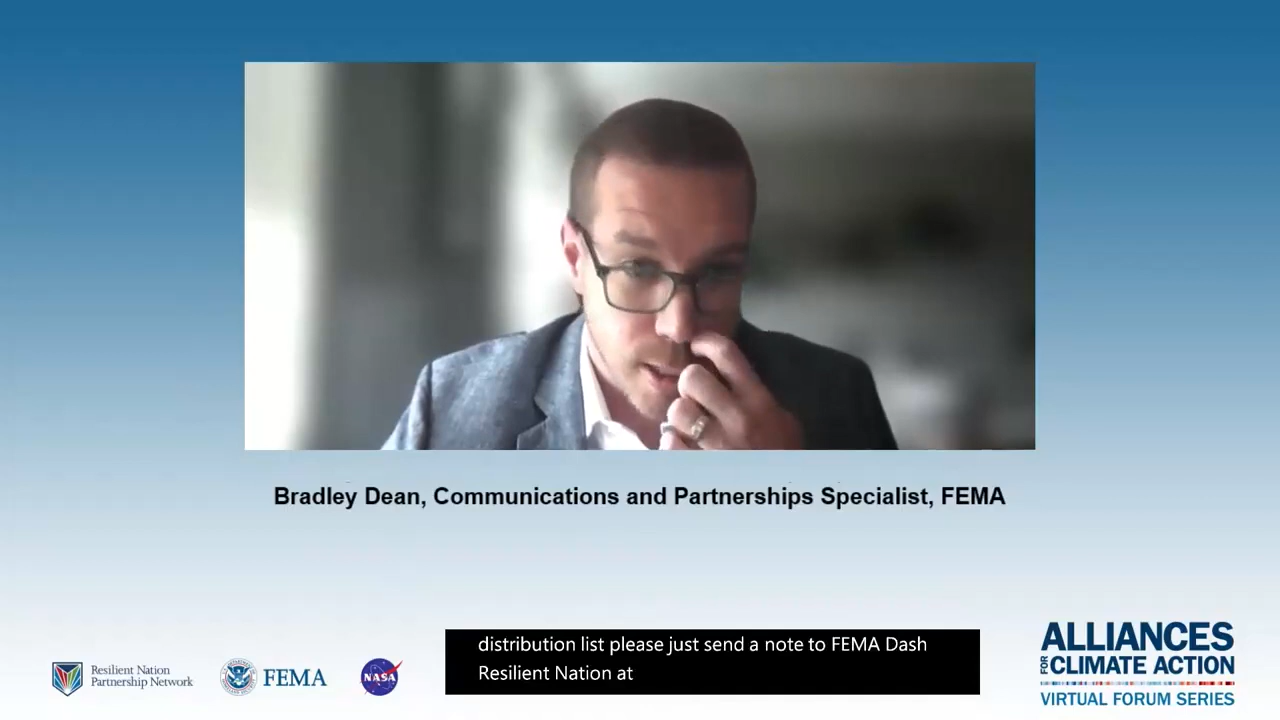 Bradley Dean, Communications and Partnerships Specialist, FEMA
distribution list please just send a note to FEMA Dash
Resilient Nation at
Resilient Nation
Partnership Network
FEMA
NASA
ALLIANCES
FOR CLIMATE ACTION
VIRTUAL FORUM SERIES